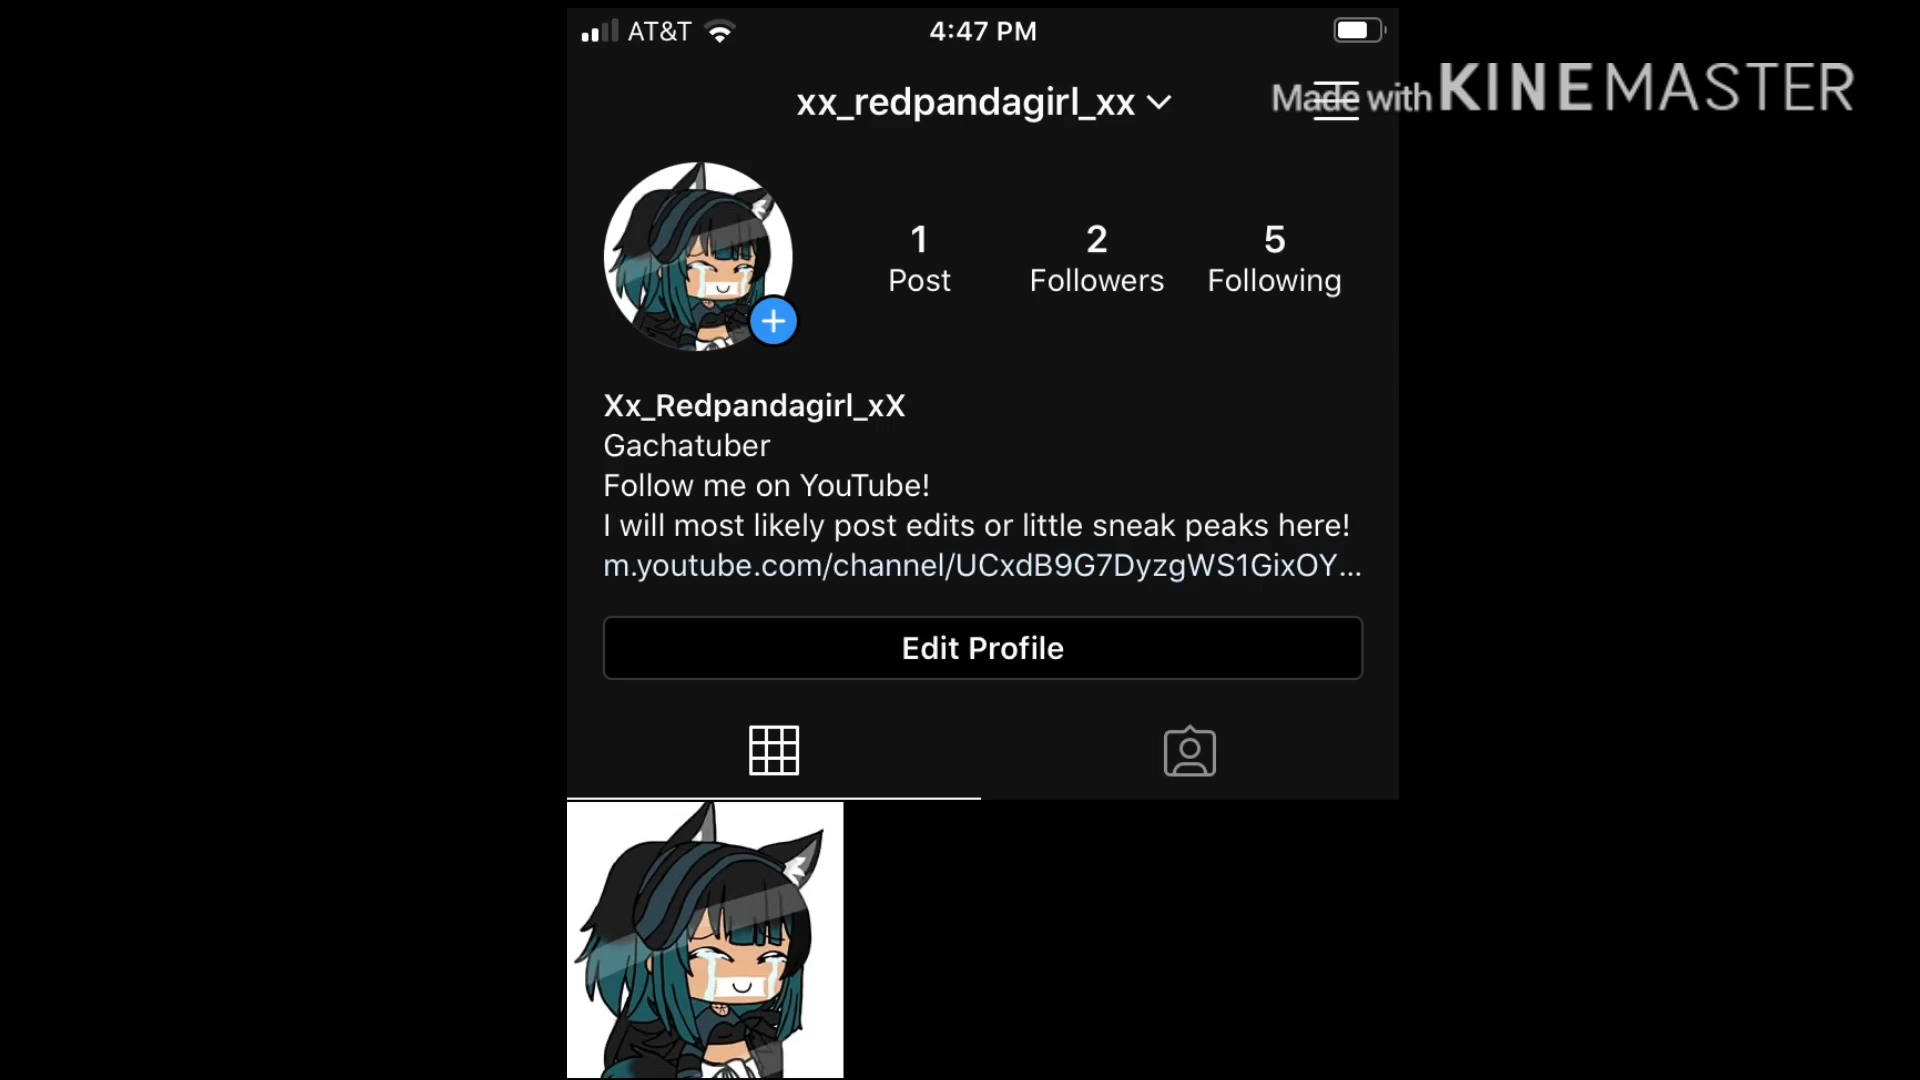 AT&T 4:47 PM
xx_redpandagirl_xx
Made with KINEMASTER
1 2 5
Post Followers Following
Xx_Redpandagirl_xX
Gachatuber
Follow me on YouTube!
I will most likely post edits or little sneak peaks here!
m.youtube.com/channel/UCxdB9G7DyzgWS1GixOY...
Edit Profile